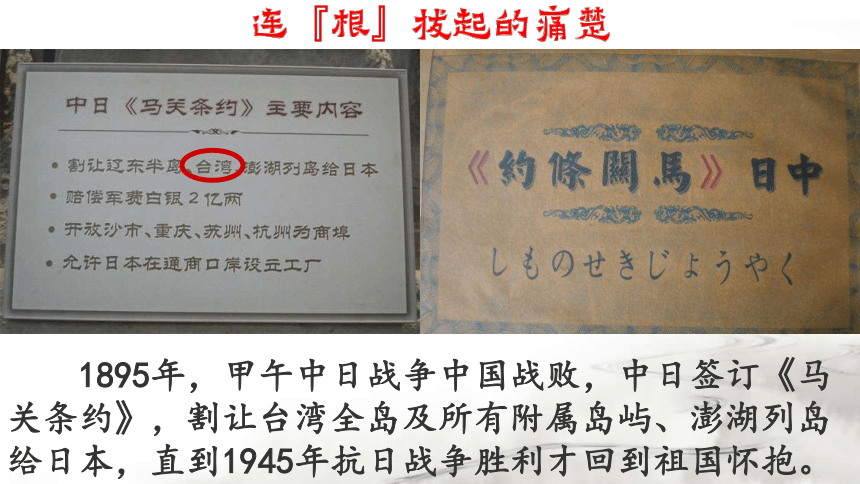 连『根』拔起的痛楚
中日《马关条约》主要内容
• 割让辽东半岛、台湾、澎湖列岛给日本
• 赔偿军费白银2亿两
• 开放沙市、重庆、苏州、杭州为商埠
• 允许日本在通商口岸设立工厂
《約條關馬》日中
しものせきじょうやく
1895年，甲午中日战争中国战败，中日签订《马
关条约》，割让台湾全岛及所有附属岛屿、澎湖列岛
给日本，直到1945年抗日战争胜利才回到祖国怀抱。